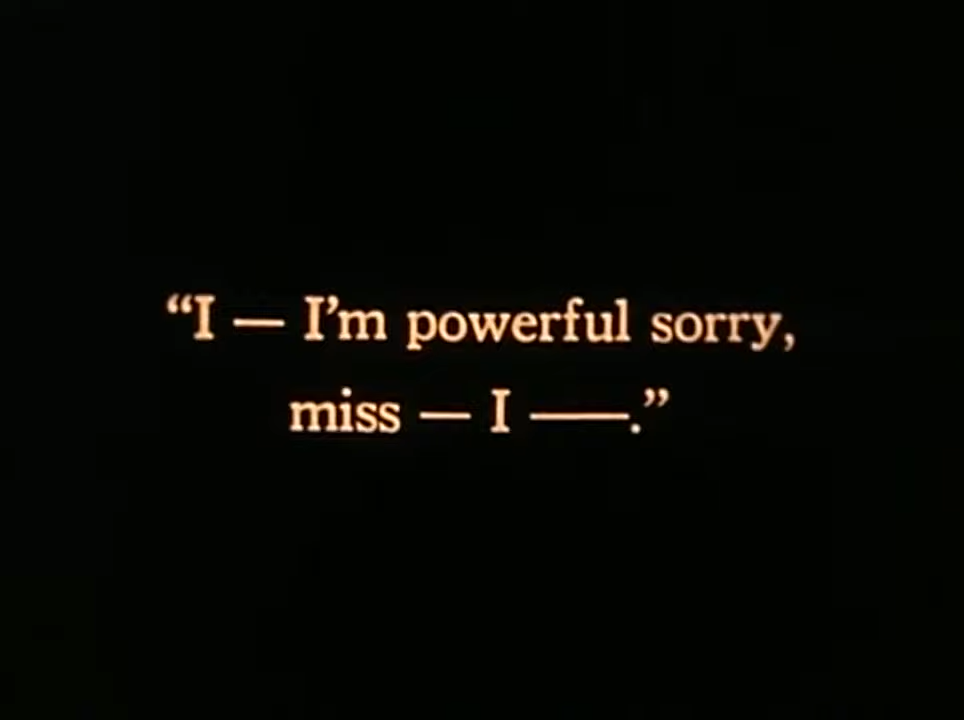 “I — I’m powerful sorry,
miss — I ——.”